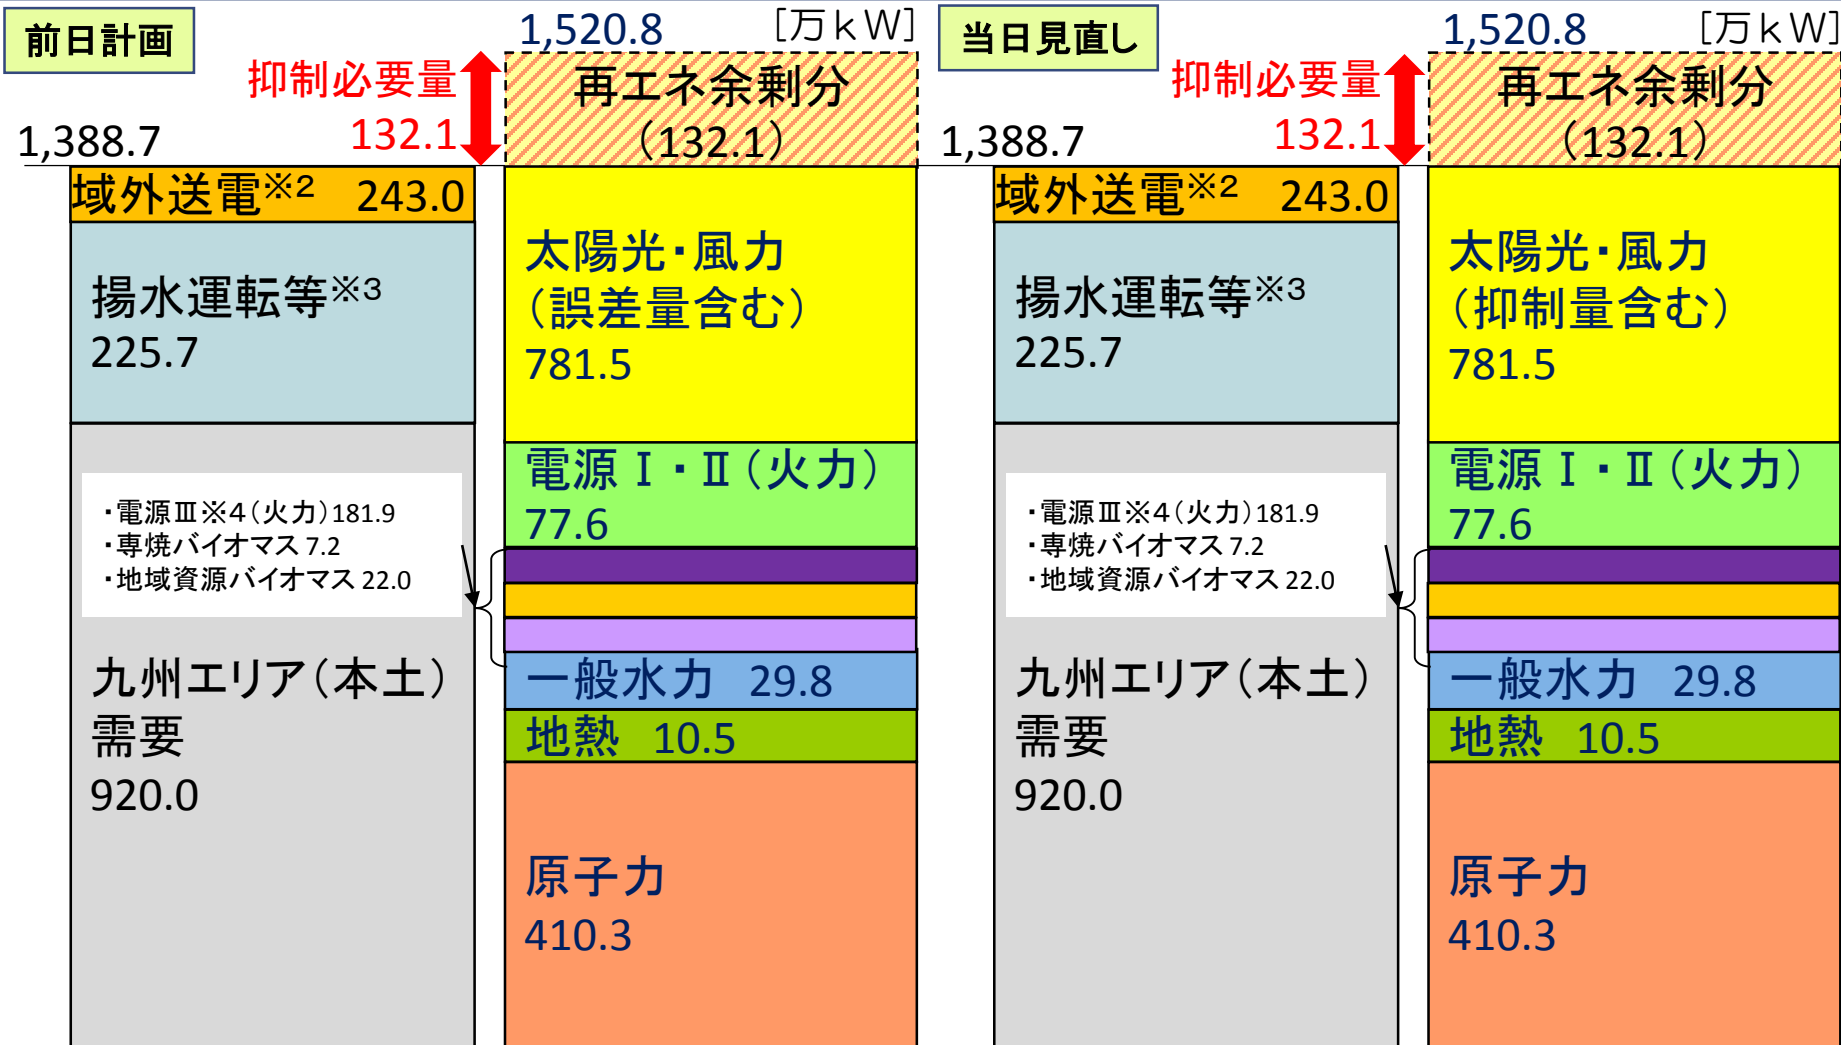 前日計画
1,520.8 [万kW]
抑制必要量
132.1
再エネ余剰分
(132.1)
1,388.7
域外送電※2 243.0
揚水運転等※3
225.7
・電源Ⅲ※4(火力)181.9
・専焼バイオマス 7.2
・地域資源バイオマス 22.0
九州エリア(本土)
需要
920.0
太陽光・風力
(誤差量含む)
781.5
電源Ⅰ・Ⅱ(火力)
77.6
一般水力 29.8
地熱 10.5
原子力
410.3
当日見直し
1,520.8 [万kW]
抑制必要量
132.1
再エネ余剰分
(132.1)
1,388.7
域外送電※2 243.0
揚水運転等※3
225.7
・電源Ⅲ※4(火力)181.9
・専焼バイオマス 7.2
・地域資源バイオマス 22.0
九州エリア(本土)
需要
920.0
太陽光・風力
(抑制量含む)
781.5
電源Ⅰ・Ⅱ(火力)
77.6
一般水力 29.8
地熱 10.5
原子力
410.3